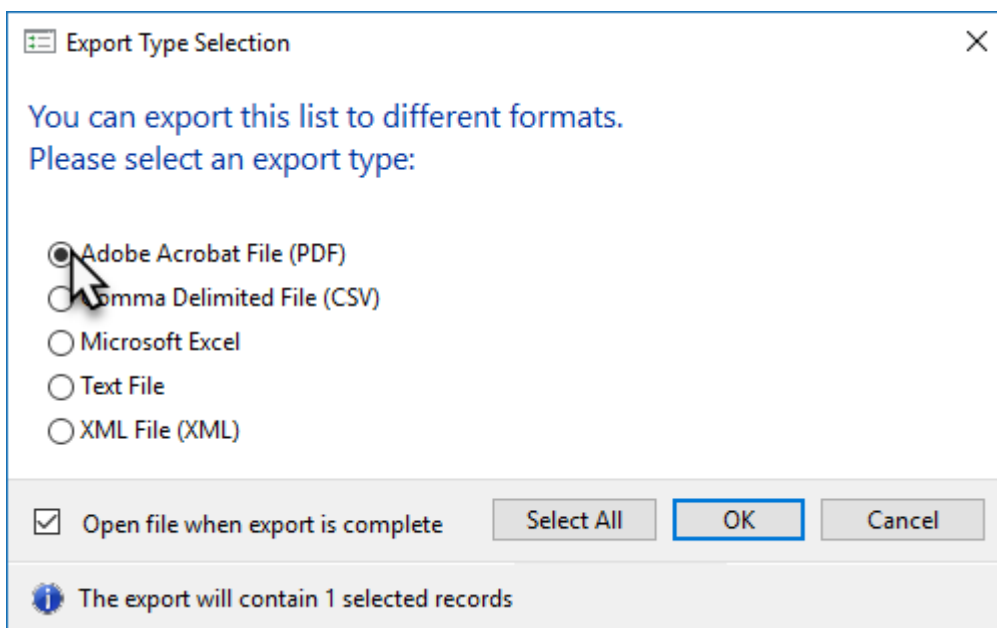 Export Type Selection
You can export this list to different formats.
Please select an export type:
Adobe Acrobat File (PDF)
Comma Delimited File (CSV)
Microsoft Excel
Text File
XML File (XML)
Open file when export is complete
Select All
OK
Cancel
The export will contain 1 selected records